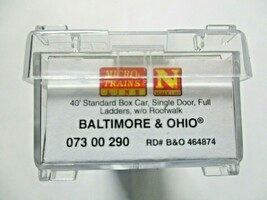 MICRO-
TRAINS
LINE
N
40' Standard Box Car, Single Door, Full
Ladders, w/o Roofwalk
BALTIMORE & OHIO®
073 00 290 RD# B&O 464874